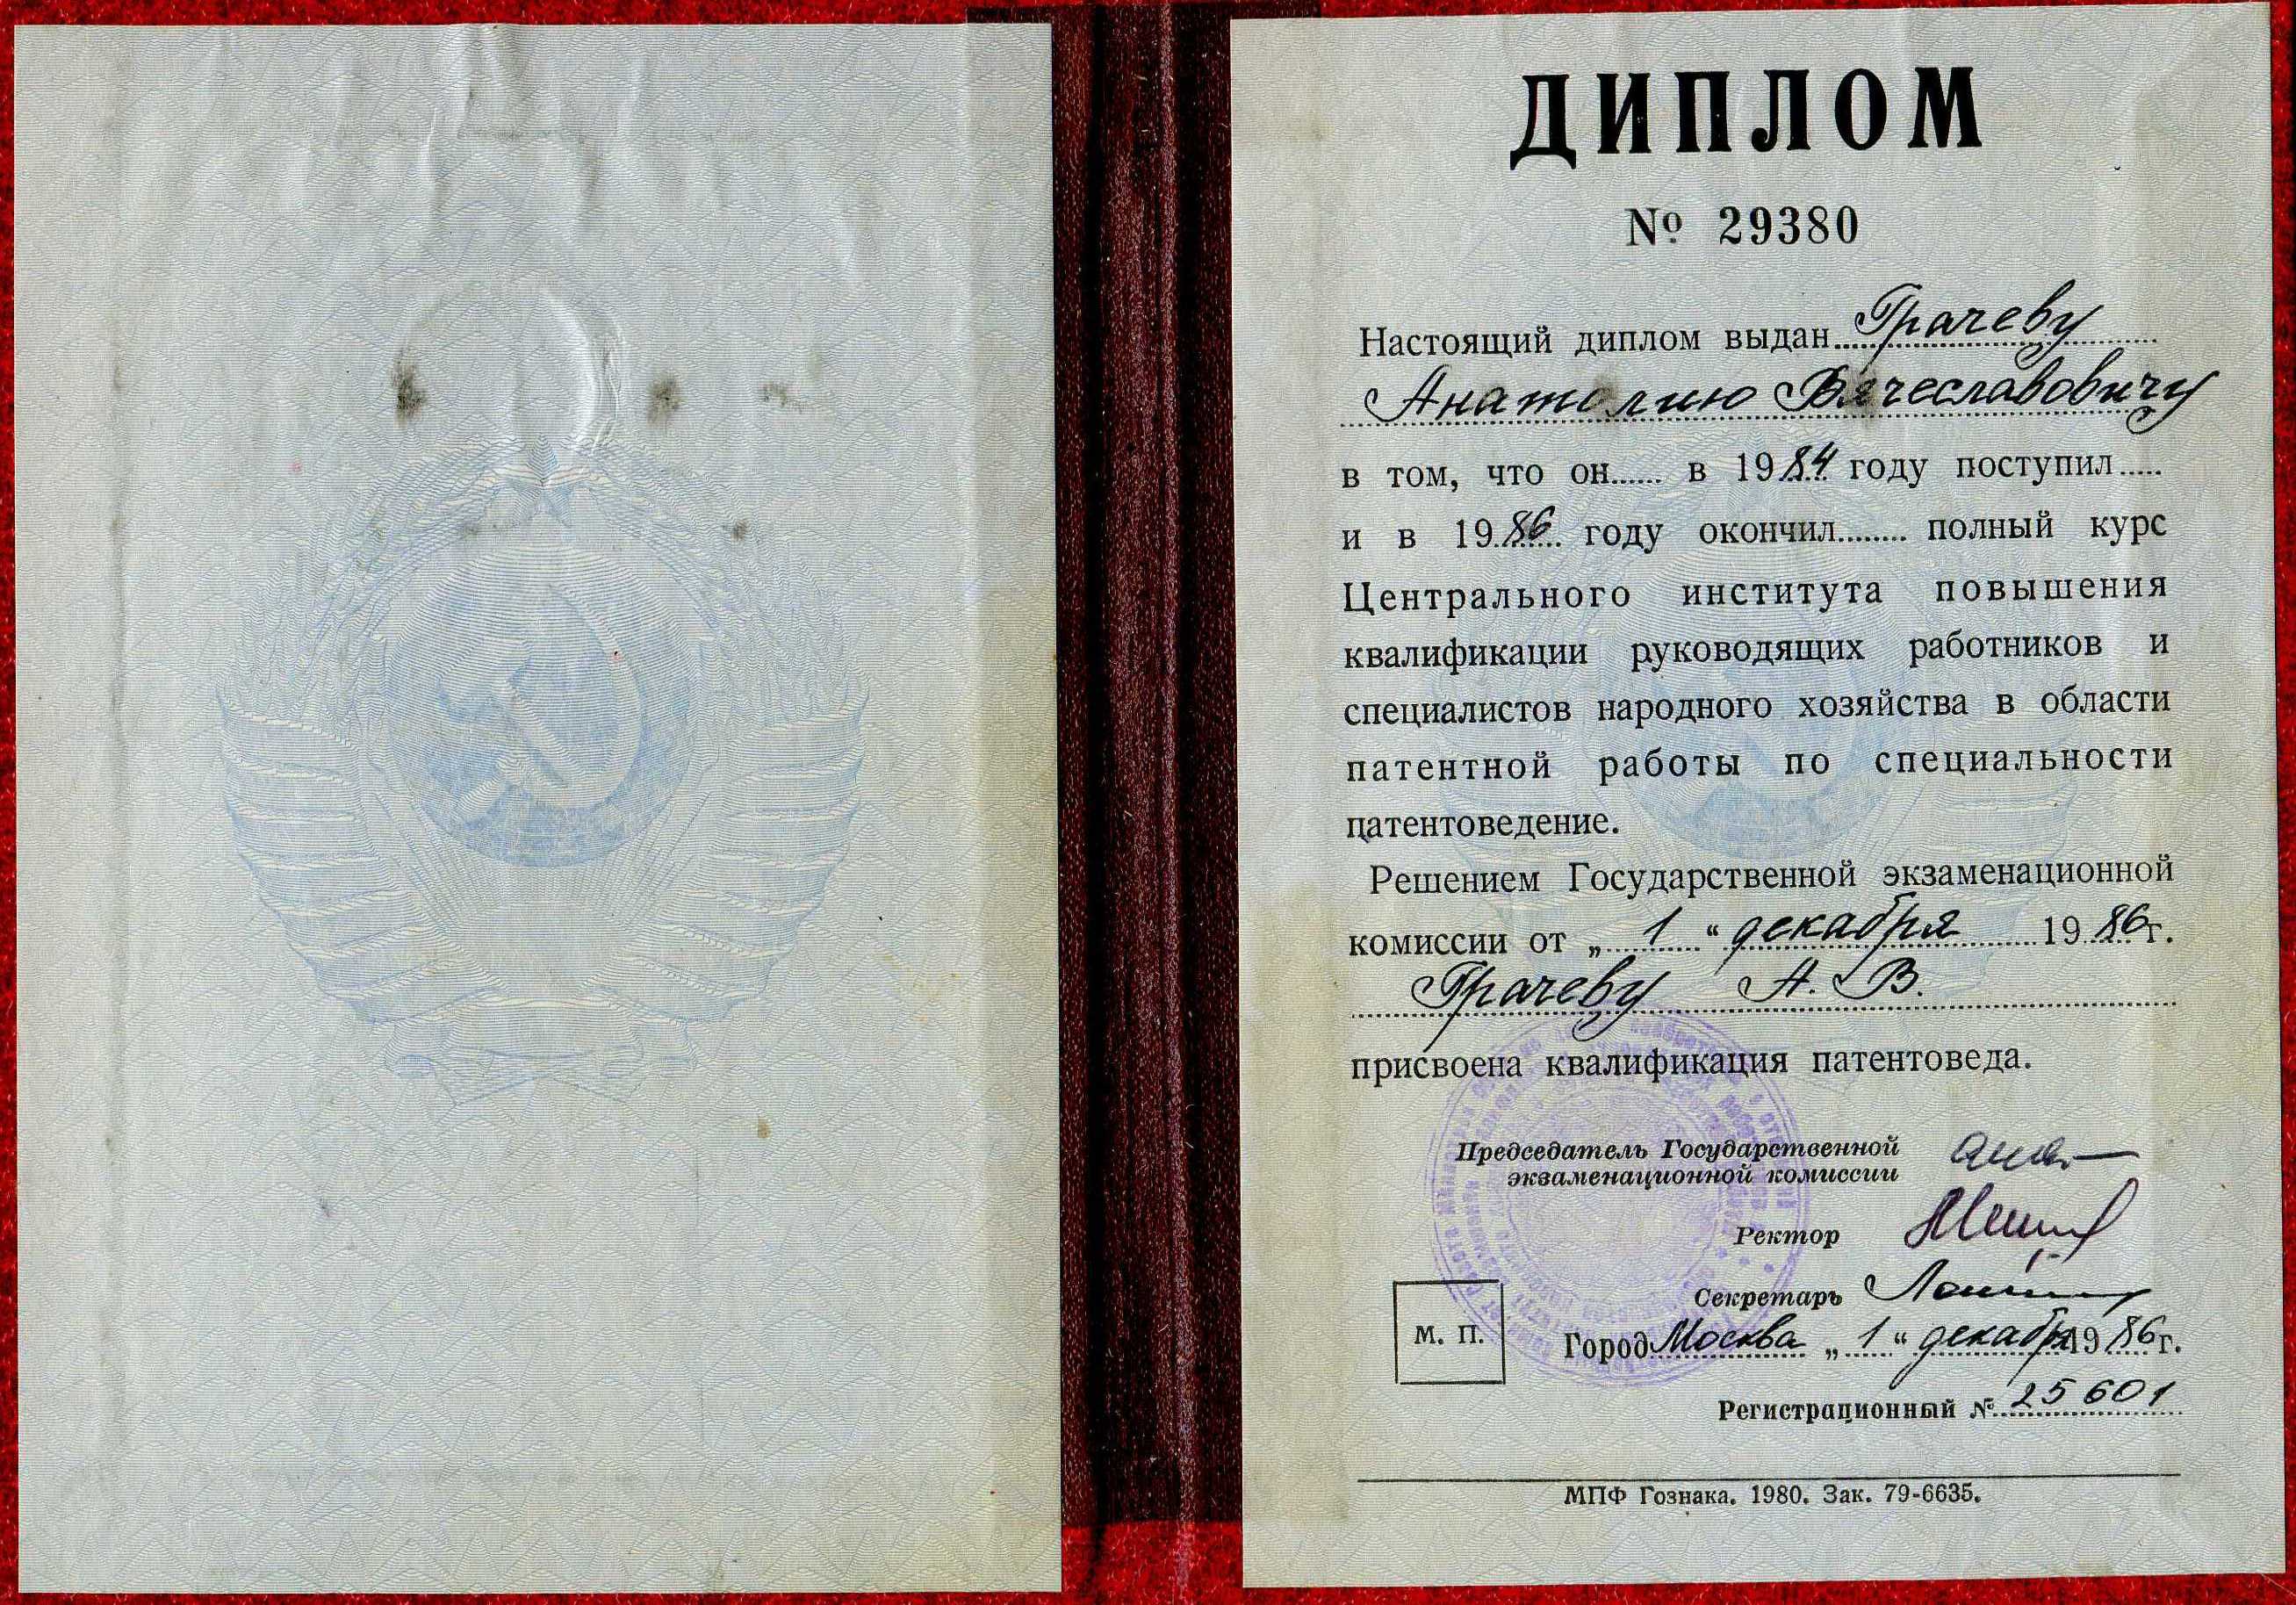 ДИПЛОМ
№ 29380
Настоящий диплом выдан Грачеву
Анатолию Вячеславовичу
в том, что он...... в 1984 году поступил.....
и в 1986 году окончил........ полный курс
Центрального института повышения
квалификации руководящих работников и
специалистов народного хозяйства в области
патентной работы по специальности
патентоведение.
Решением Государственной экзаменационной
комиссии от „ 1 “ декабря 1986 г.
Грачеву А. В.
присвоена квалификация патентоведа.
Председатель Государственной
экзаменационной комиссии
Ректор
Секретарь
М. П.
Город Москва „ 1 “ декабря 1986 г.
Регистрационный № 25601
МПФ Гознака. 1980. Зак. 79-6635.